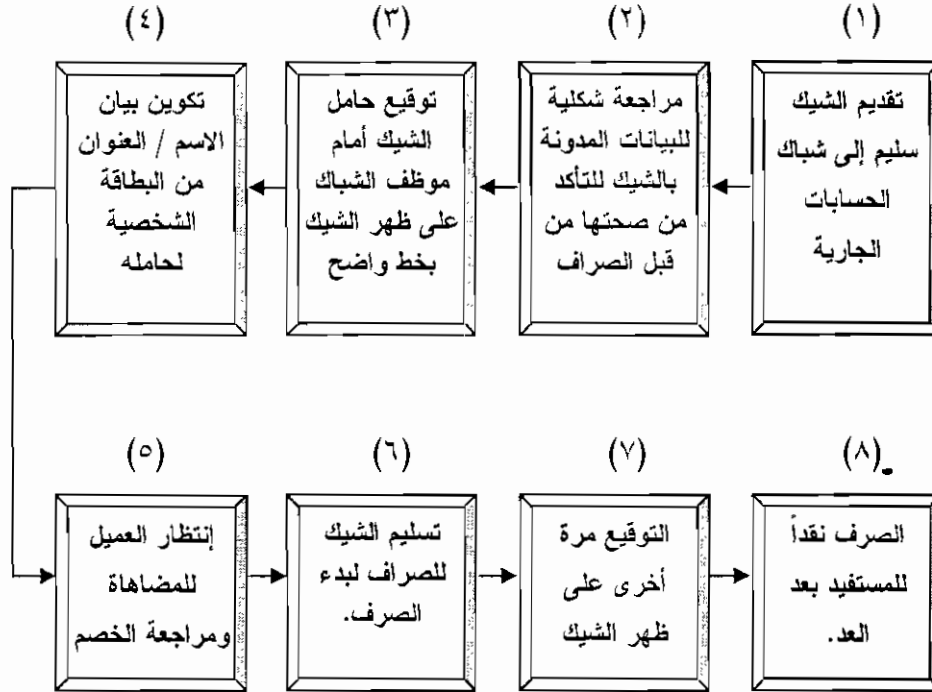 (١)
تقديم الشيك
سليم إلى شباك
الحسابات
الجارية
(٢)
مراجعة شكلية
للبيانات المدونة
بالشيك للتأكد
من صحتها من
قبل الصراف
(٣)
توقيع حامل
الشيك أمام
موظف الشباك
على ظهر الشيك
بخط واضح
(٤)
تكوين بيان
الاسم / العنوان
من البطاقة
الشخصية
لحامله
(٥)
إنتظار العميل
للمضاهاة
ومراجعة الخصم
(٦)
تسليم الشيك
للصراف لبدء
الصرف.
(٧)
التوقيع مرة
أخرى على
ظهر الشيك
(٨)
الصرف نقداً
للمستفيد بعد
العد.